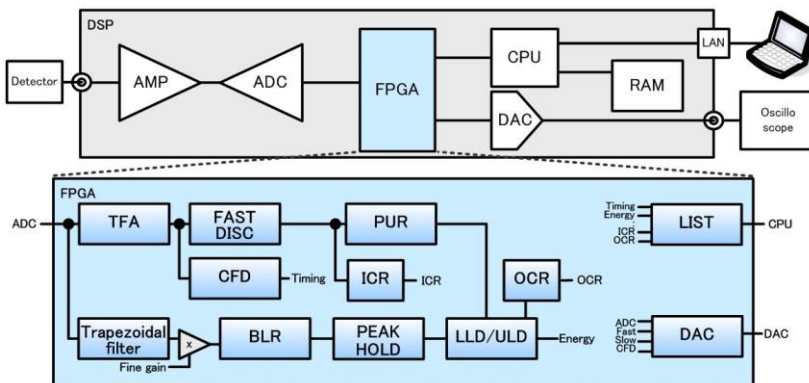 DSP
Detector
AMP
ADC
FPGA
CPU
RAM
DAC
LAN
Oscillo
scope
FPGA
ADC
TFA
FAST
DISC
PUR
CFD
Timing
ICR
ICR
OCR
OCR
Trapezoidal
filter
x
Fine gain
BLR
PEAK
HOLD
LLD/ULD
Energy
Timing
Energy
:
ICR
OCR
LIST
CPU
ADC
Fast
Slow
CFD
DAC
DAC